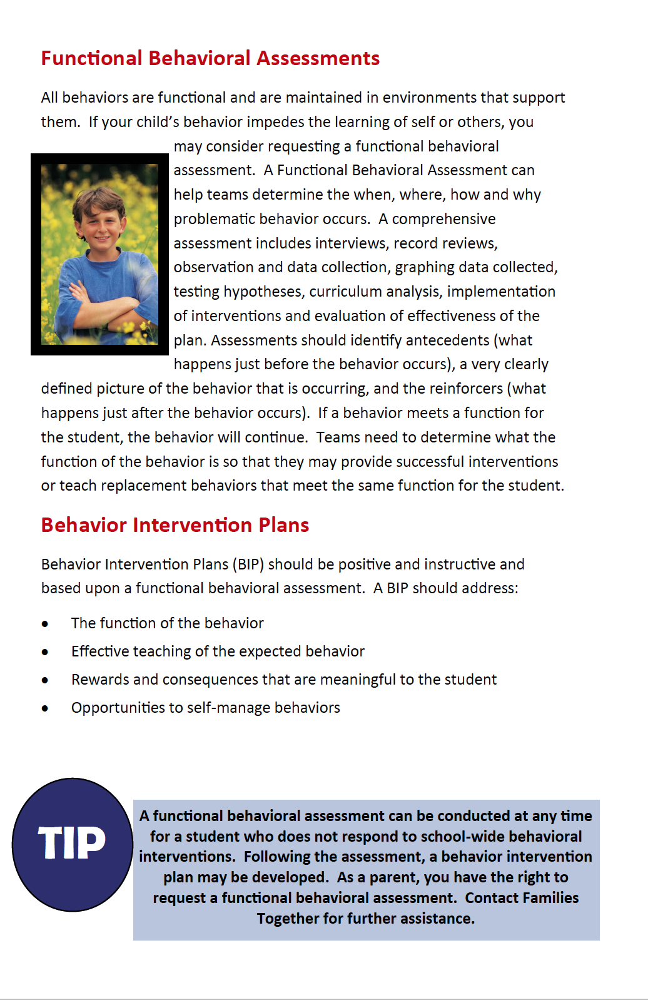 Functional Behavioral Assessments
All behaviors are functional and are maintained in environments that support
them.  If your child’s behavior impedes the learning of self or others, you
may consider requesting a functional behavioral
assessment.  A Functional Behavioral Assessment can
help teams determine the when, where, how and why
problematic behavior occurs.  A comprehensive
assessment includes interviews, record reviews,
observation and data collection, graphing data collected,
testing hypotheses, curriculum analysis, implementation
of interventions and evaluation of effectiveness of the
plan. Assessments should identify antecedents (what
happens just before the behavior occurs), a very clearly
defined picture of the behavior that is occurring, and the reinforcers (what
happens just after the behavior occurs).  If a behavior meets a function for
the student, the behavior will continue.  Teams need to determine what the
function of the behavior is so that they may provide successful interventions
or teach replacement behaviors that meet the same function for the student.
Behavior Intervention Plans
Behavior Intervention Plans (BIP) should be positive and instructive and
based upon a functional behavioral assessment.  A BIP should address:
• The function of the behavior
• Effective teaching of the expected behavior
• Rewards and consequences that are meaningful to the student
• Opportunities to self-manage behaviors
TIP
A functional behavioral assessment can be conducted at any time
for a student who does not respond to school-wide behavioral
interventions.  Following the assessment, a behavior intervention
plan may be developed.  As a parent, you have the right to
request a functional behavioral assessment.  Contact Families
Together for further assistance.